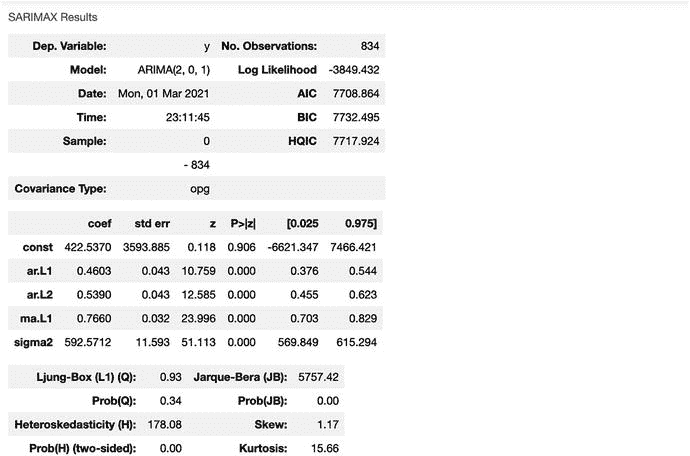 SARIMAX Results
Dep. Variable: y No. Observations: 834
Model: ARIMA(2, 0, 1) Log Likelihood -3849.432
Date: Mon, 01 Mar 2021 AIC 7708.864
Time: 23:11:45 BIC 7732.495
Sample: 0 HQIC 7717.924
- 834
Covariance Type: opg
coef std err z P>|z| [0.025 0.975]
const 422.5370 3593.885 0.118 0.906 -6621.347 7466.421
ar.L1 0.4603 0.043 10.759 0.000 0.376 0.544
ar.L2 0.5390 0.043 12.585 0.000 0.455 0.623
ma.L1 0.7660 0.032 23.996 0.000 0.703 0.829
sigma2 592.5712 11.593 51.113 0.000 569.849 615.294
Ljung-Box (L1) (Q): 0.93 Jarque-Bera (JB): 5757.42
Prob(Q): 0.34 Prob(JB): 0.00
Heteroskedasticity (H): 178.08 Skew: 1.17
Prob(H) (two-sided): 0.00 Kurtosis: 15.66